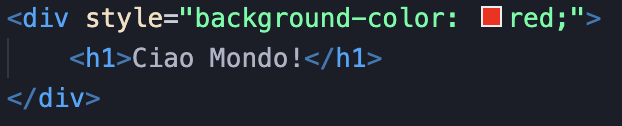 <div style="background-color: red;">
<h1>Ciao Mondo!</h1>
</div>